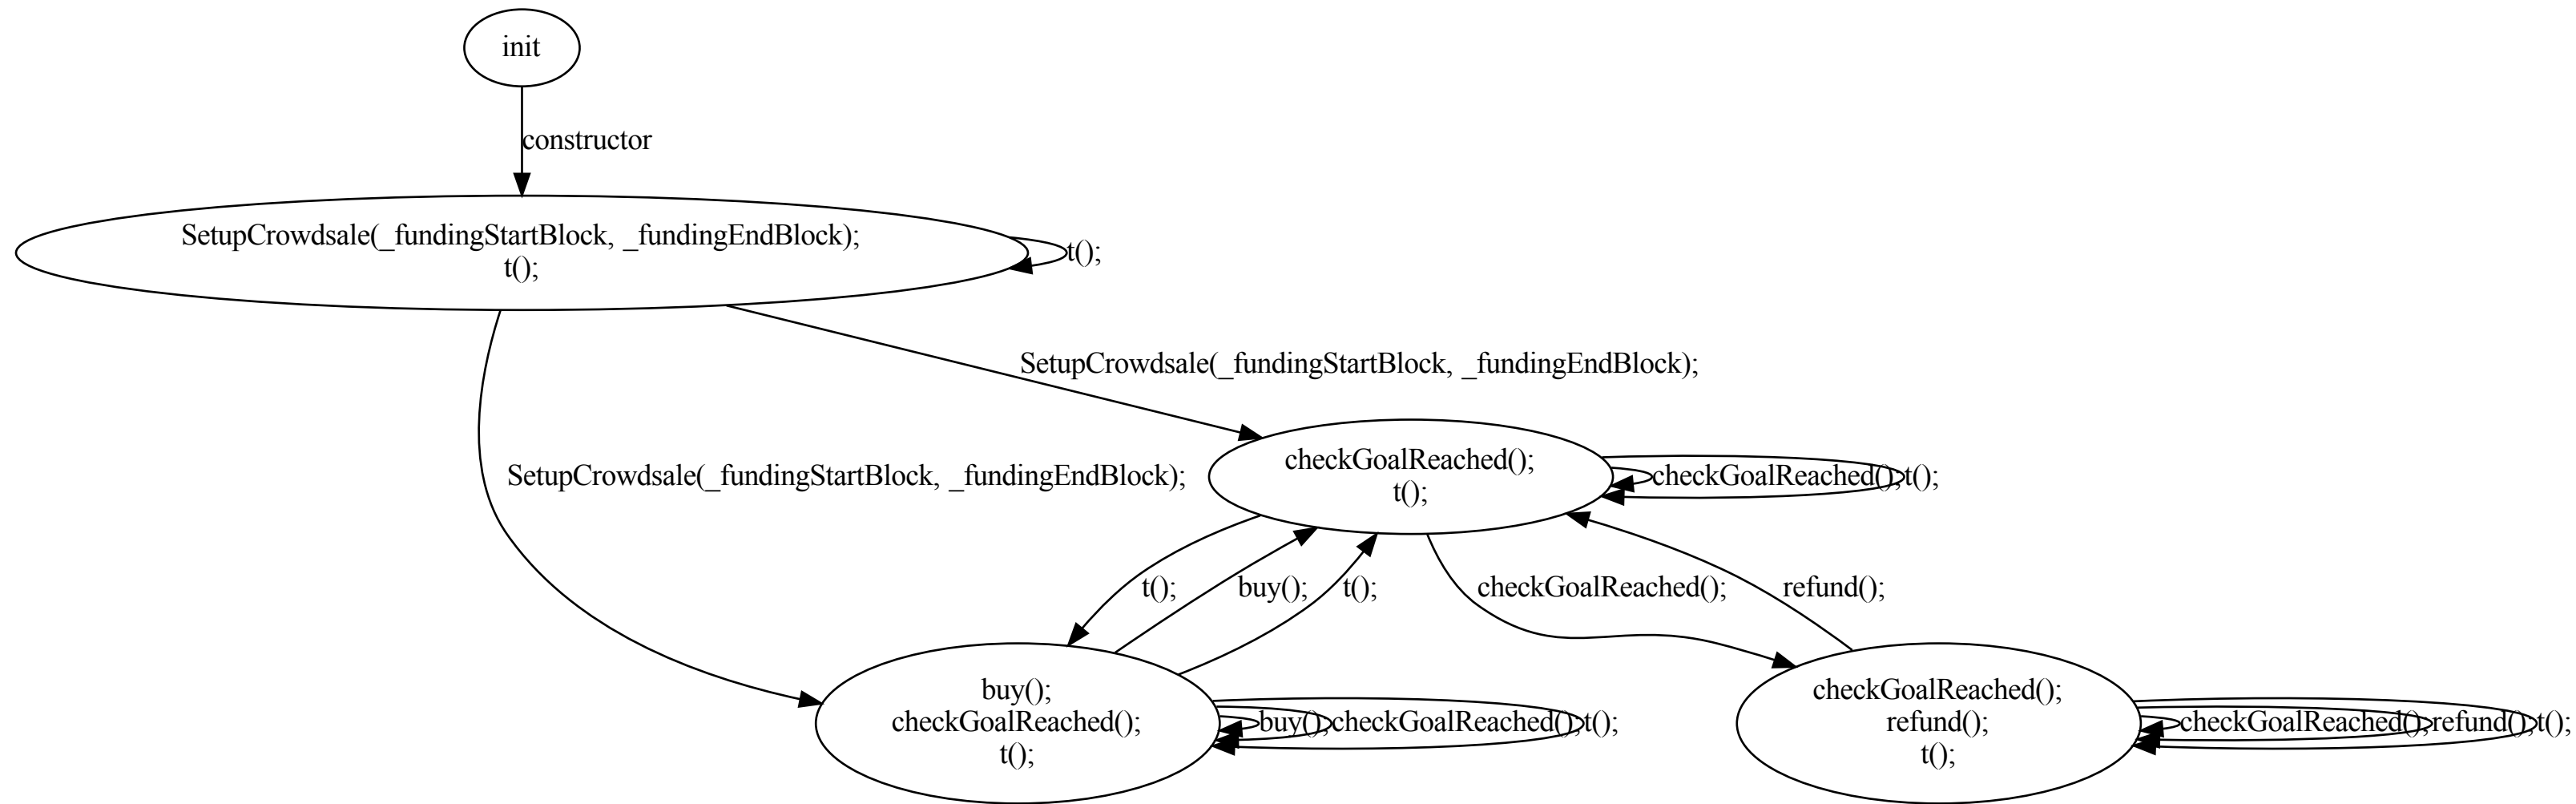 init
constructor
SetupCrowdsale(_fundingStartBlock, _fundingEndBlock);
t();
t();
SetupCrowdsale(_fundingStartBlock, _fundingEndBlock);
SetupCrowdsale(_fundingStartBlock, _fundingEndBlock);
checkGoalReached();
t();
checkGoalReached();
t();
t();
buy();
t();
checkGoalReached();
refund();
buy();
checkGoalReached();
t();
buy();
checkGoalReached();
t();
checkGoalReached();
refund();
t();
checkGoalReached();
refund();
t();